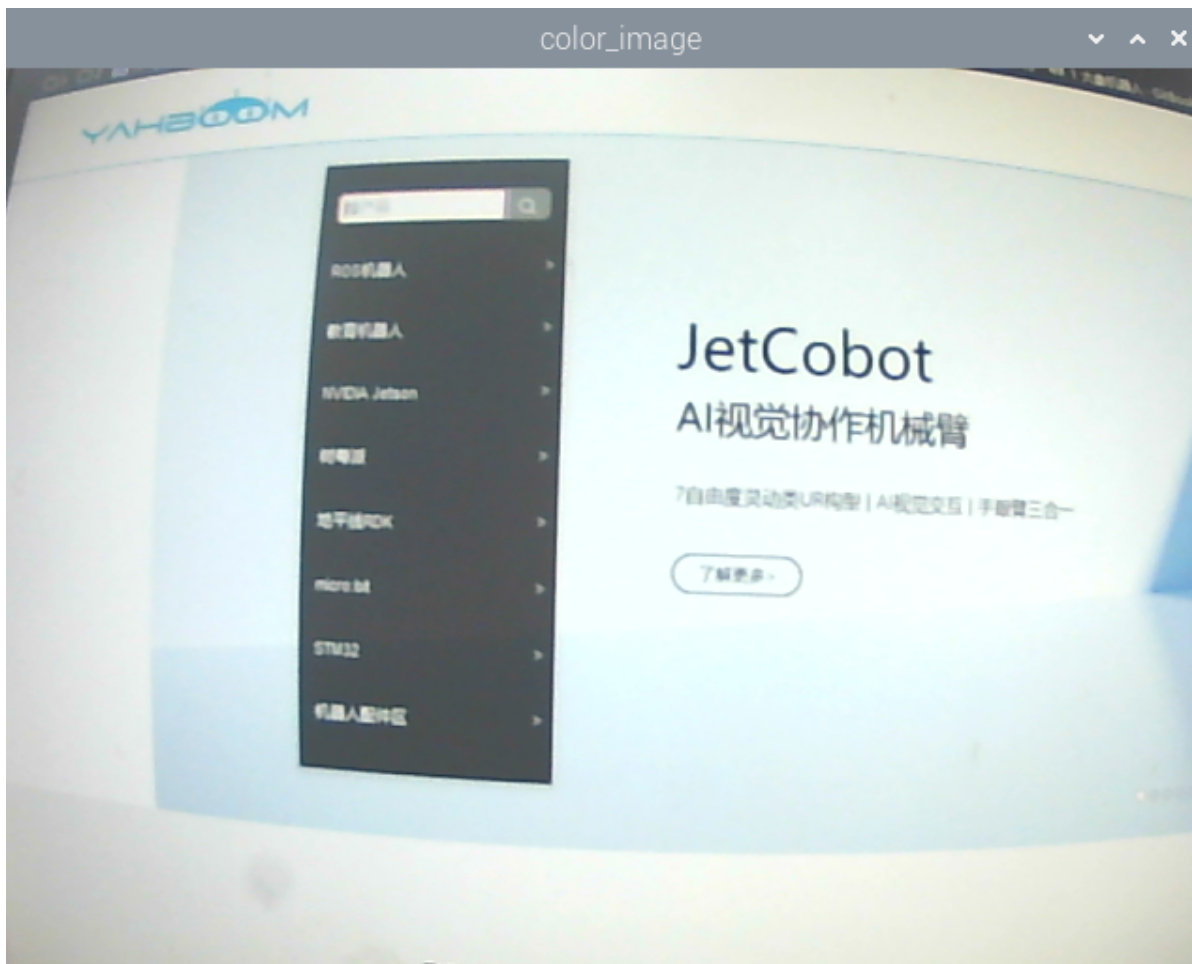 color_image
YAHBOOM
ROS机器人 >
教育机器人 >
NVIDIA Jetson >
树莓派 >
地平线RDK >
micro:bit >
STM32 >
机器人配件区 >
JetCobot
AI视觉协作机械臂
7自由度灵动类UR构型 | AI视觉交互 | 手眼臂三合一
了解更多 >